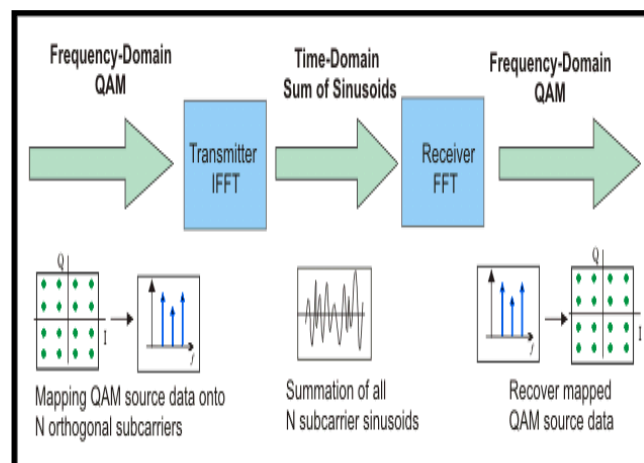 Frequency-Domain
QAM
Time-Domain
Sum of Sinusoids
Frequency-Domain
QAM
Transmitter
IFFT
Receiver
FFT
Q
I
f
Q
I
f
Mapping QAM source data onto
N orthogonal subcarriers
Summation of all
N subcarrier sinusoids
Recover mapped
QAM source data